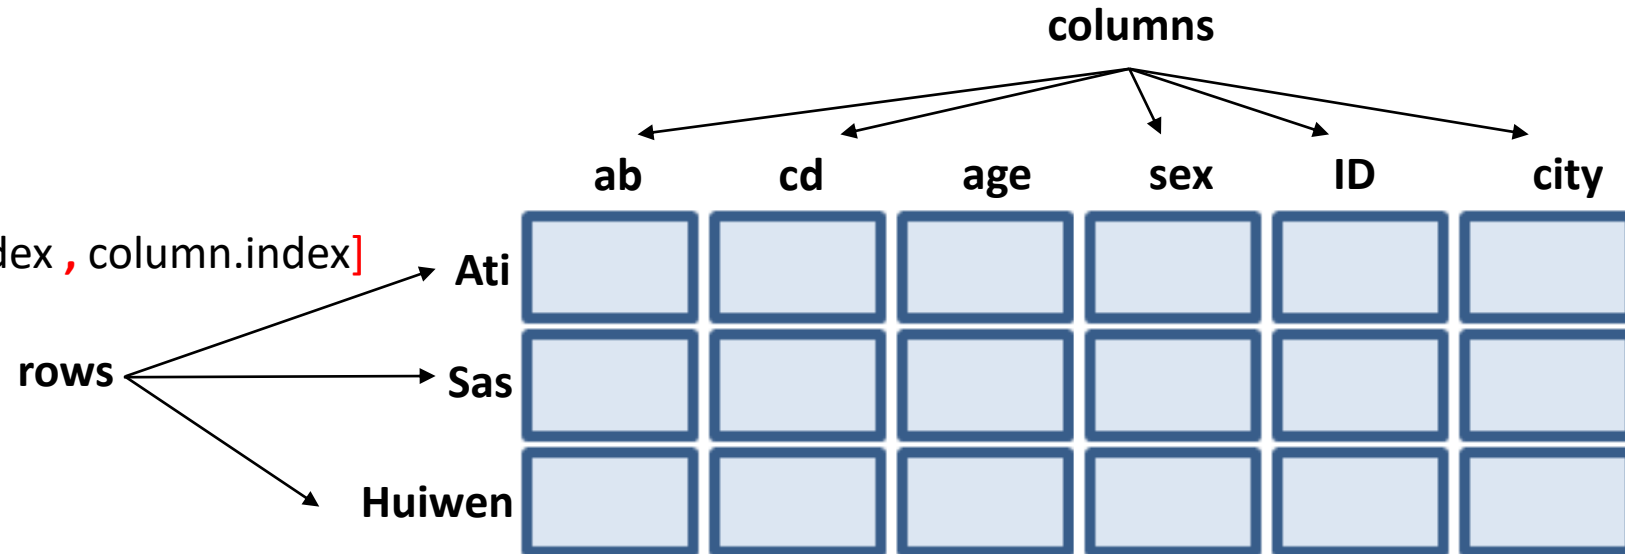 columns
ab cd age sex ID city
dex , column.index]
Ati
rows
Sas
Huiwen